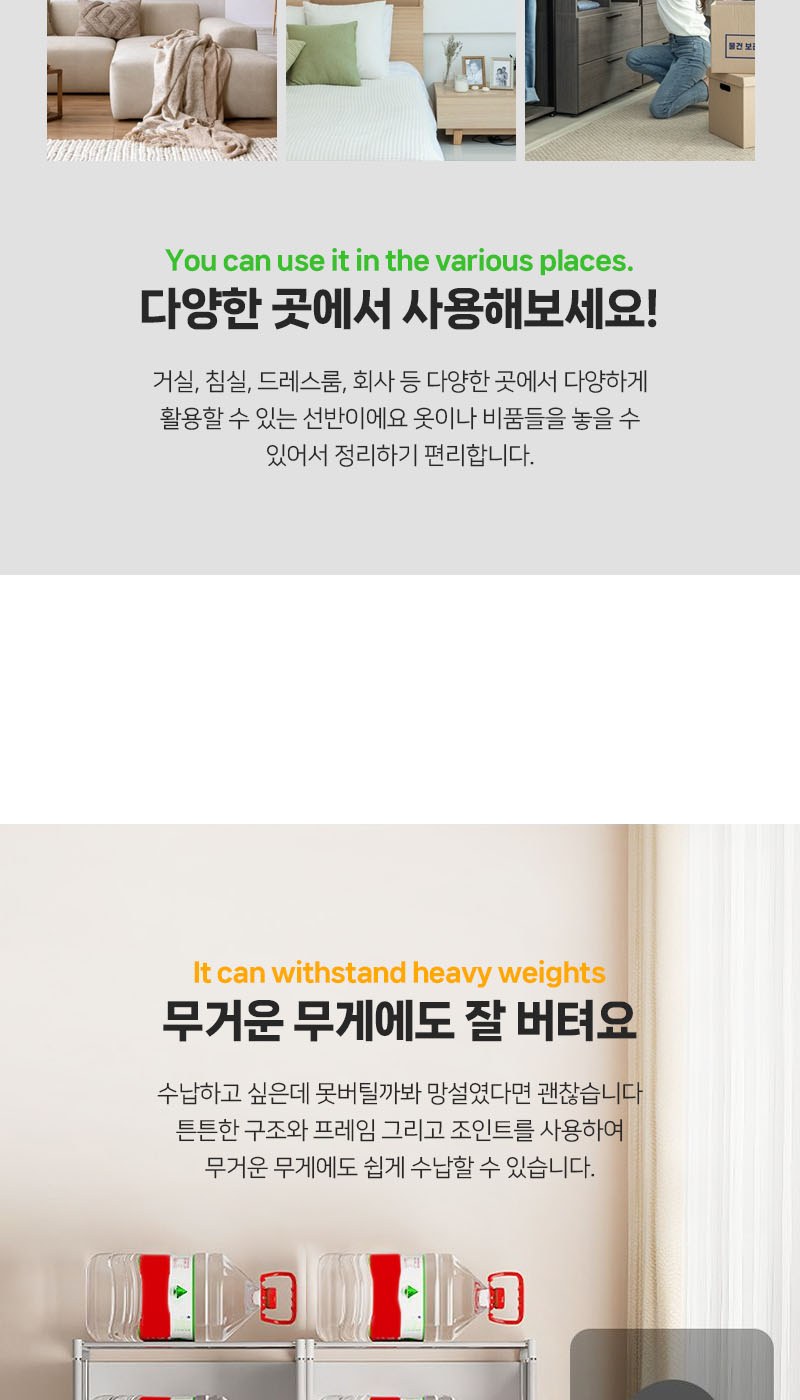 You can use it in the various places.
다양한 곳에서 사용해보세요!
거실, 침실, 드레스룸, 회사 등 다양한 곳에서 다양하게
활용할 수 있는 선반이에요 옷이나 비품들을 놓을 수
있어서 정리하기 편리합니다.
It can withstand heavy weights
무거운 무게에도 잘 버텨요
수납하고 싶은데 못버틸까봐 망설였다면 괜찮습니다
튼튼한 구조와 프레임 그리고 조인트를 사용하여
무거운 무게에도 쉽게 수납할 수 있습니다.